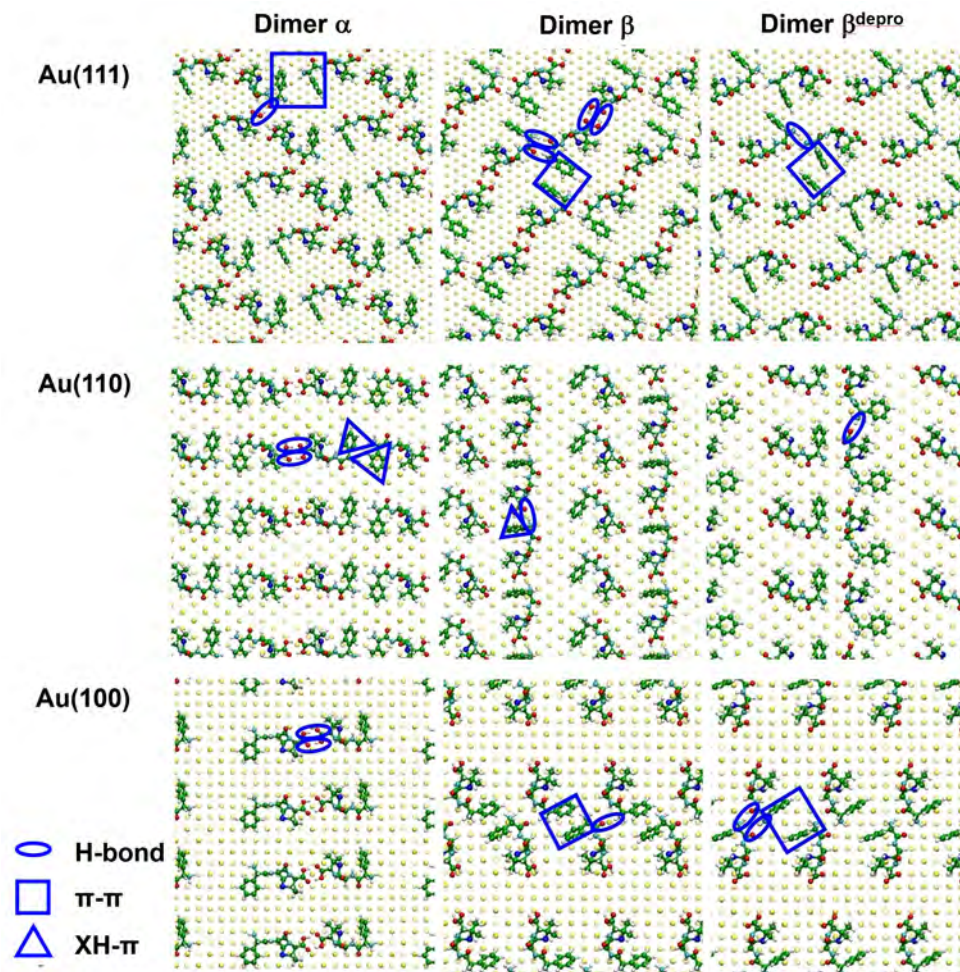 Dimer α Dimer β Dimer βdepro
Au(111)
Au(110)
Au(100)
H-bond
π-π
XH-π